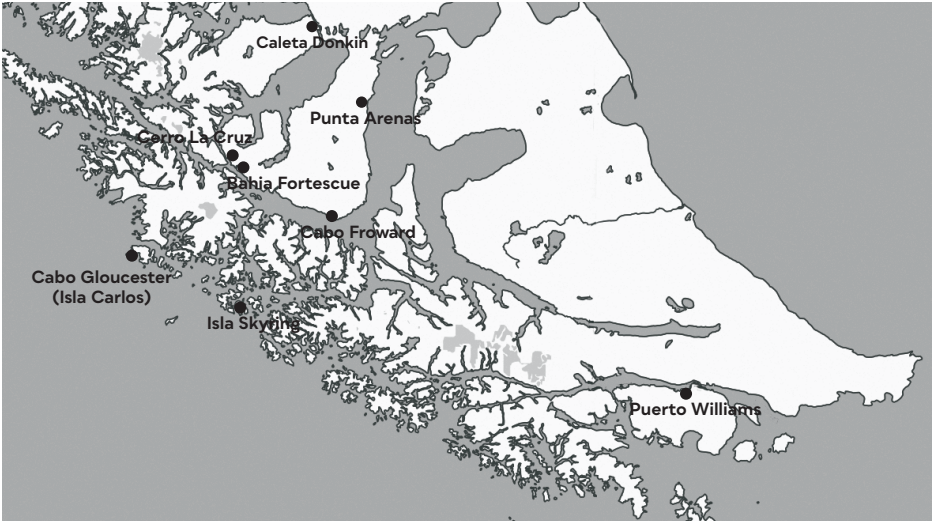 Caleta Donkin
Punta Arenas
Cerro La Cruz
Bahia Fortescue
Cabo Froward
Cabo Gloucester
(Isla Carlos)
Isla Skyring
Puerto Williams